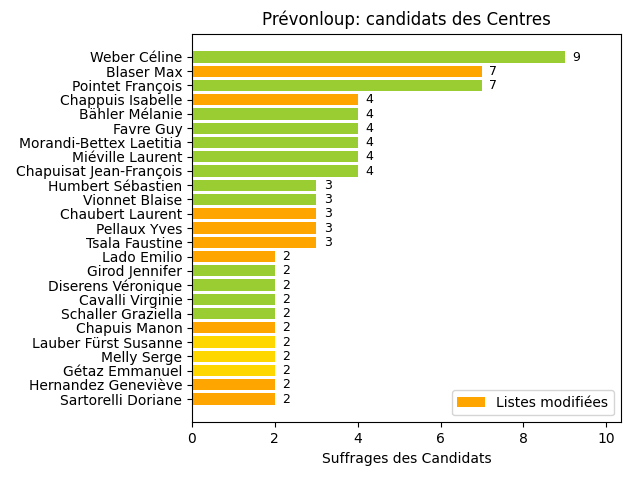 Prévonloup: candidats des Centres
Weber Céline 9
Blaser Max 7
Pointet François 7
Chappuis Isabelle 4
Bähler Mélanie 4
Favre Guy 4
Morandi-Bettex Laetitia 4
Miéville Laurent 4
Chapuisat Jean-François 4
Humbert Sébastien 3
Vionnet Blaise 3
Chaubert Laurent 3
Pellaux Yves 3
Tsala Faustine 3
Lado Emilio 2
Girod Jennifer 2
Diserens Véronique 2
Cavalli Virginie 2
Schaller Graziella 2
Chapuis Manon 2
Lauber Fürst Susanne 2
Melly Serge 2
Gétaz Emmanuel 2
Hernandez Geneviève 2
Sartorelli Doriane 2
Listes modifiées
0 2 4 6 8 10
Suffrages des Candidats